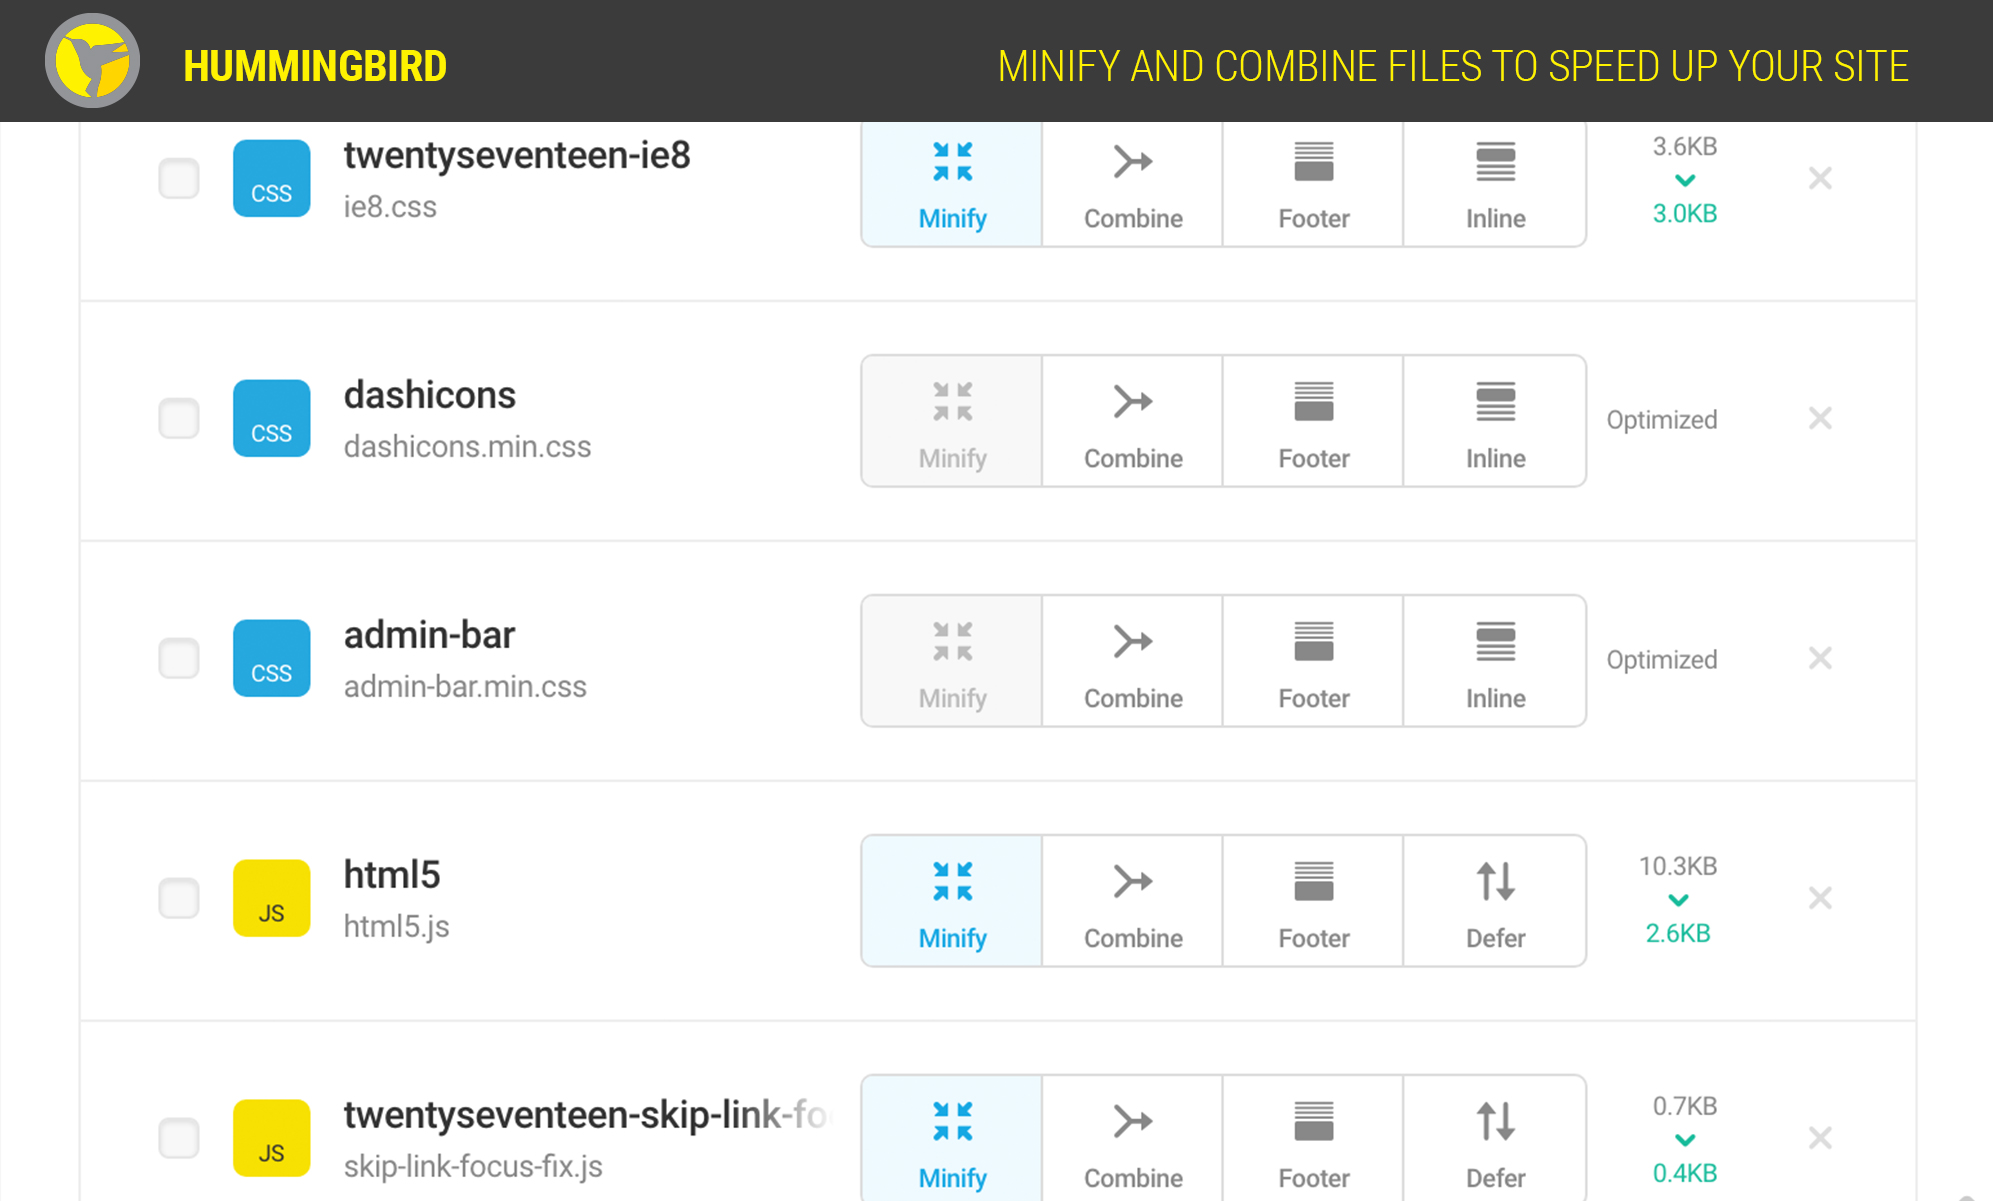 HUMMINGBIRD
MINIFY AND COMBINE FILES TO SPEED UP YOUR SITE
CSS
twentyseventeen-ie8
ie8.css
Minify
Combine
Footer
Inline
3.6KB
3.0KB
CSS
dashicons
dashicons.min.css
Minify
Combine
Footer
Inline
Optimized
CSS
admin-bar
admin-bar.min.css
Minify
Combine
Footer
Inline
Optimized
JS
html5
html5.js
Minify
Combine
Footer
Defer
10.3KB
2.6KB
JS
twentyseventeen-skip-link-fo
skip-link-focus-fix.js
Minify
Combine
Footer
Defer
0.7KB
0.4KB